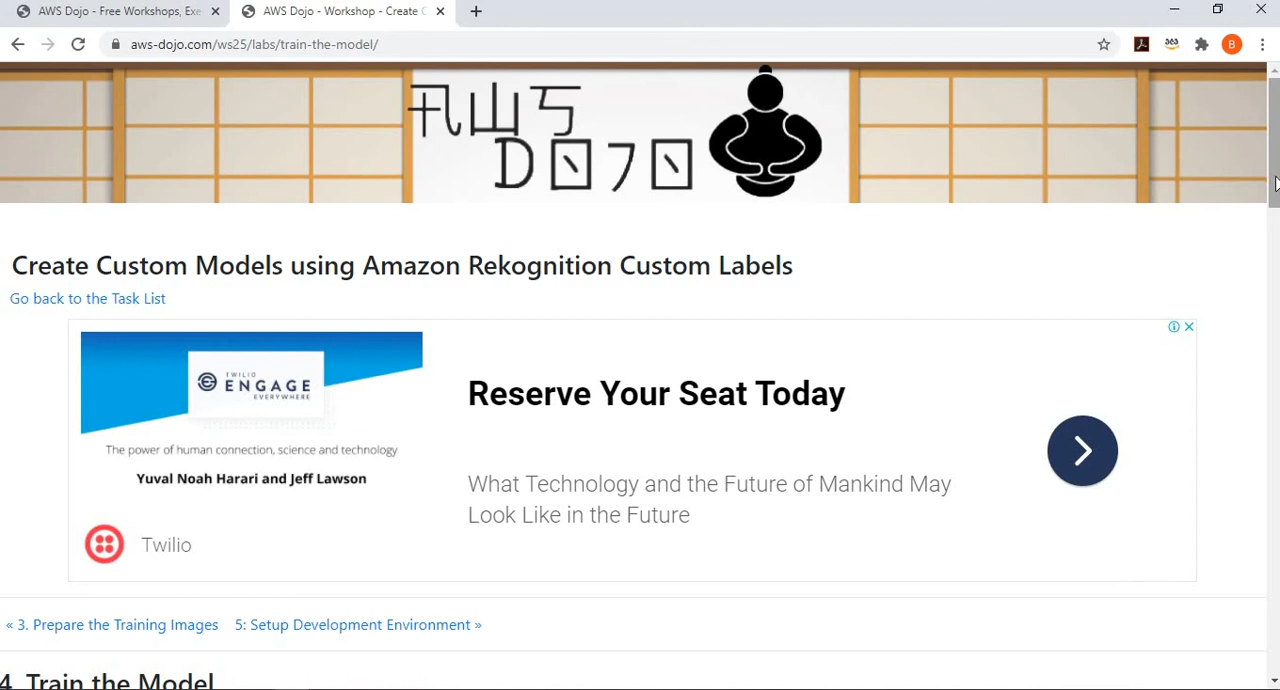 AWS Dojo - Free Workshops, Exe
AWS Dojo - Workshop - Create C
aws-dojo.com/ws25/labs/train-the-model/
B
DOJO
Create Custom Models using Amazon Rekognition Custom Labels
Go back to the Task List
TWILIO
ENGAGE
EVERYWHERE
The power of human connection, science and technology
Yuval Noah Harari and Jeff Lawson
Twilio
Reserve Your Seat Today
What Technology and the Future of Mankind May
Look Like in the Future
« 3. Prepare the Training Images 5: Setup Development Environment »
4. Train the Model